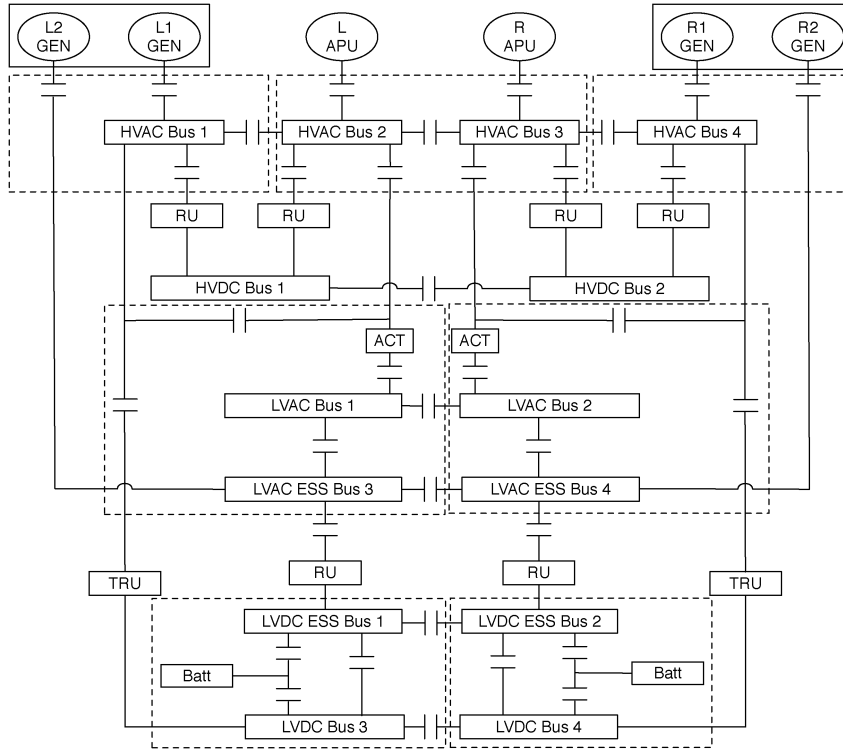 L2
GEN
L1
GEN
L
APU
R
APU
R1
GEN
R2
GEN
HVAC Bus 1
HVAC Bus 2
HVAC Bus 3
HVAC Bus 4
RU
RU
RU
RU
HVDC Bus 1
HVDC Bus 2
ACT
ACT
LVAC Bus 1
LVAC Bus 2
LVAC ESS Bus 3
LVAC ESS Bus 4
TRU
RU
RU
TRU
LVDC ESS Bus 1
LVDC ESS Bus 2
Batt
Batt
LVDC Bus 3
LVDC Bus 4